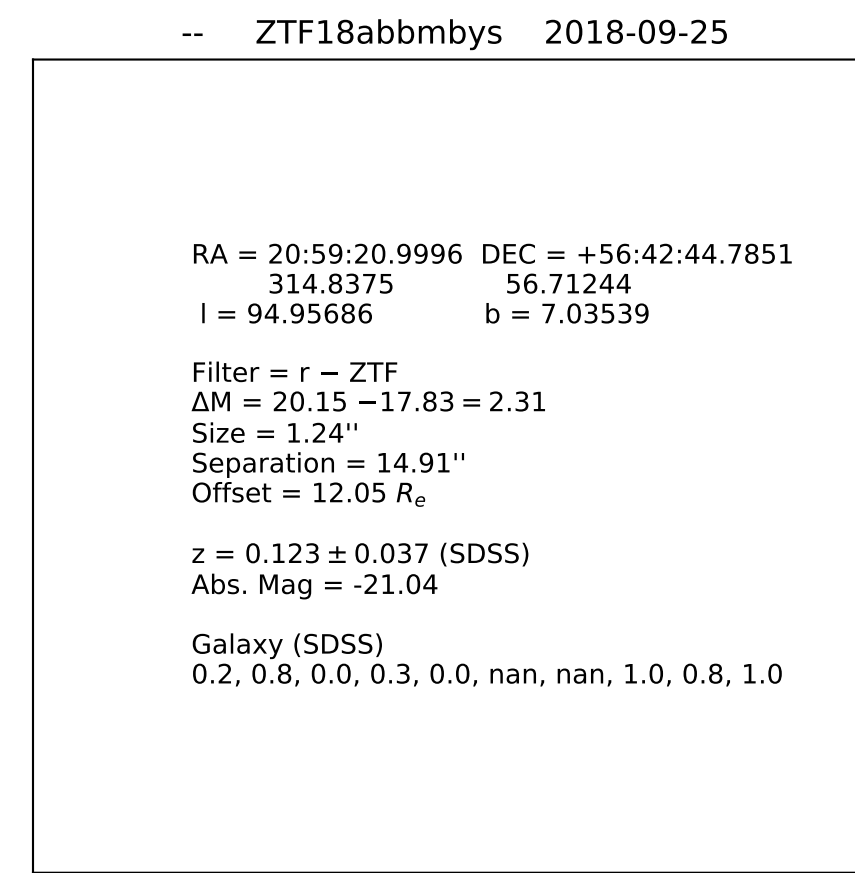 -- ZTF18abbmbys 2018-09-25
RA = 20:59:20.9996 DEC = +56:42:44.7851
314.8375 56.71244
l = 94.95686 b = 7.03539
Filter = r − ZTF
ΔM = 20.15 −17.83 = 2.31
Size = 1.24''
Separation = 14.91''
Offset = 12.05 Rₑ
z = 0.123 ± 0.037 (SDSS)
Abs. Mag = -21.04
Galaxy (SDSS)
0.2, 0.8, 0.0, 0.3, 0.0, nan, nan, 1.0, 0.8, 1.0